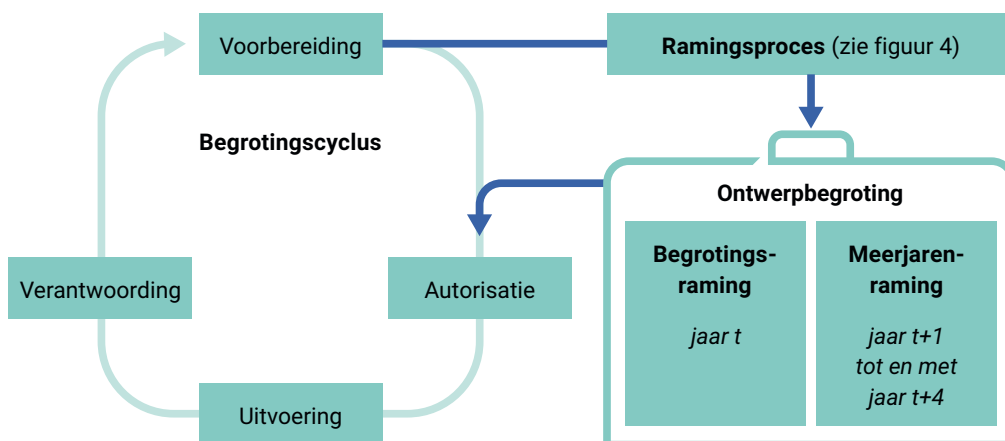 Voorbereiding
Ramingsproces (zie figuur 4)
Begrotingscyclus
Ontwerpbegroting
Begrotings-
raming
jaar t
Meerjaren-
raming
jaar t+1
tot en met
jaar t+4
Verantwoording
Autorisatie
Uitvoering